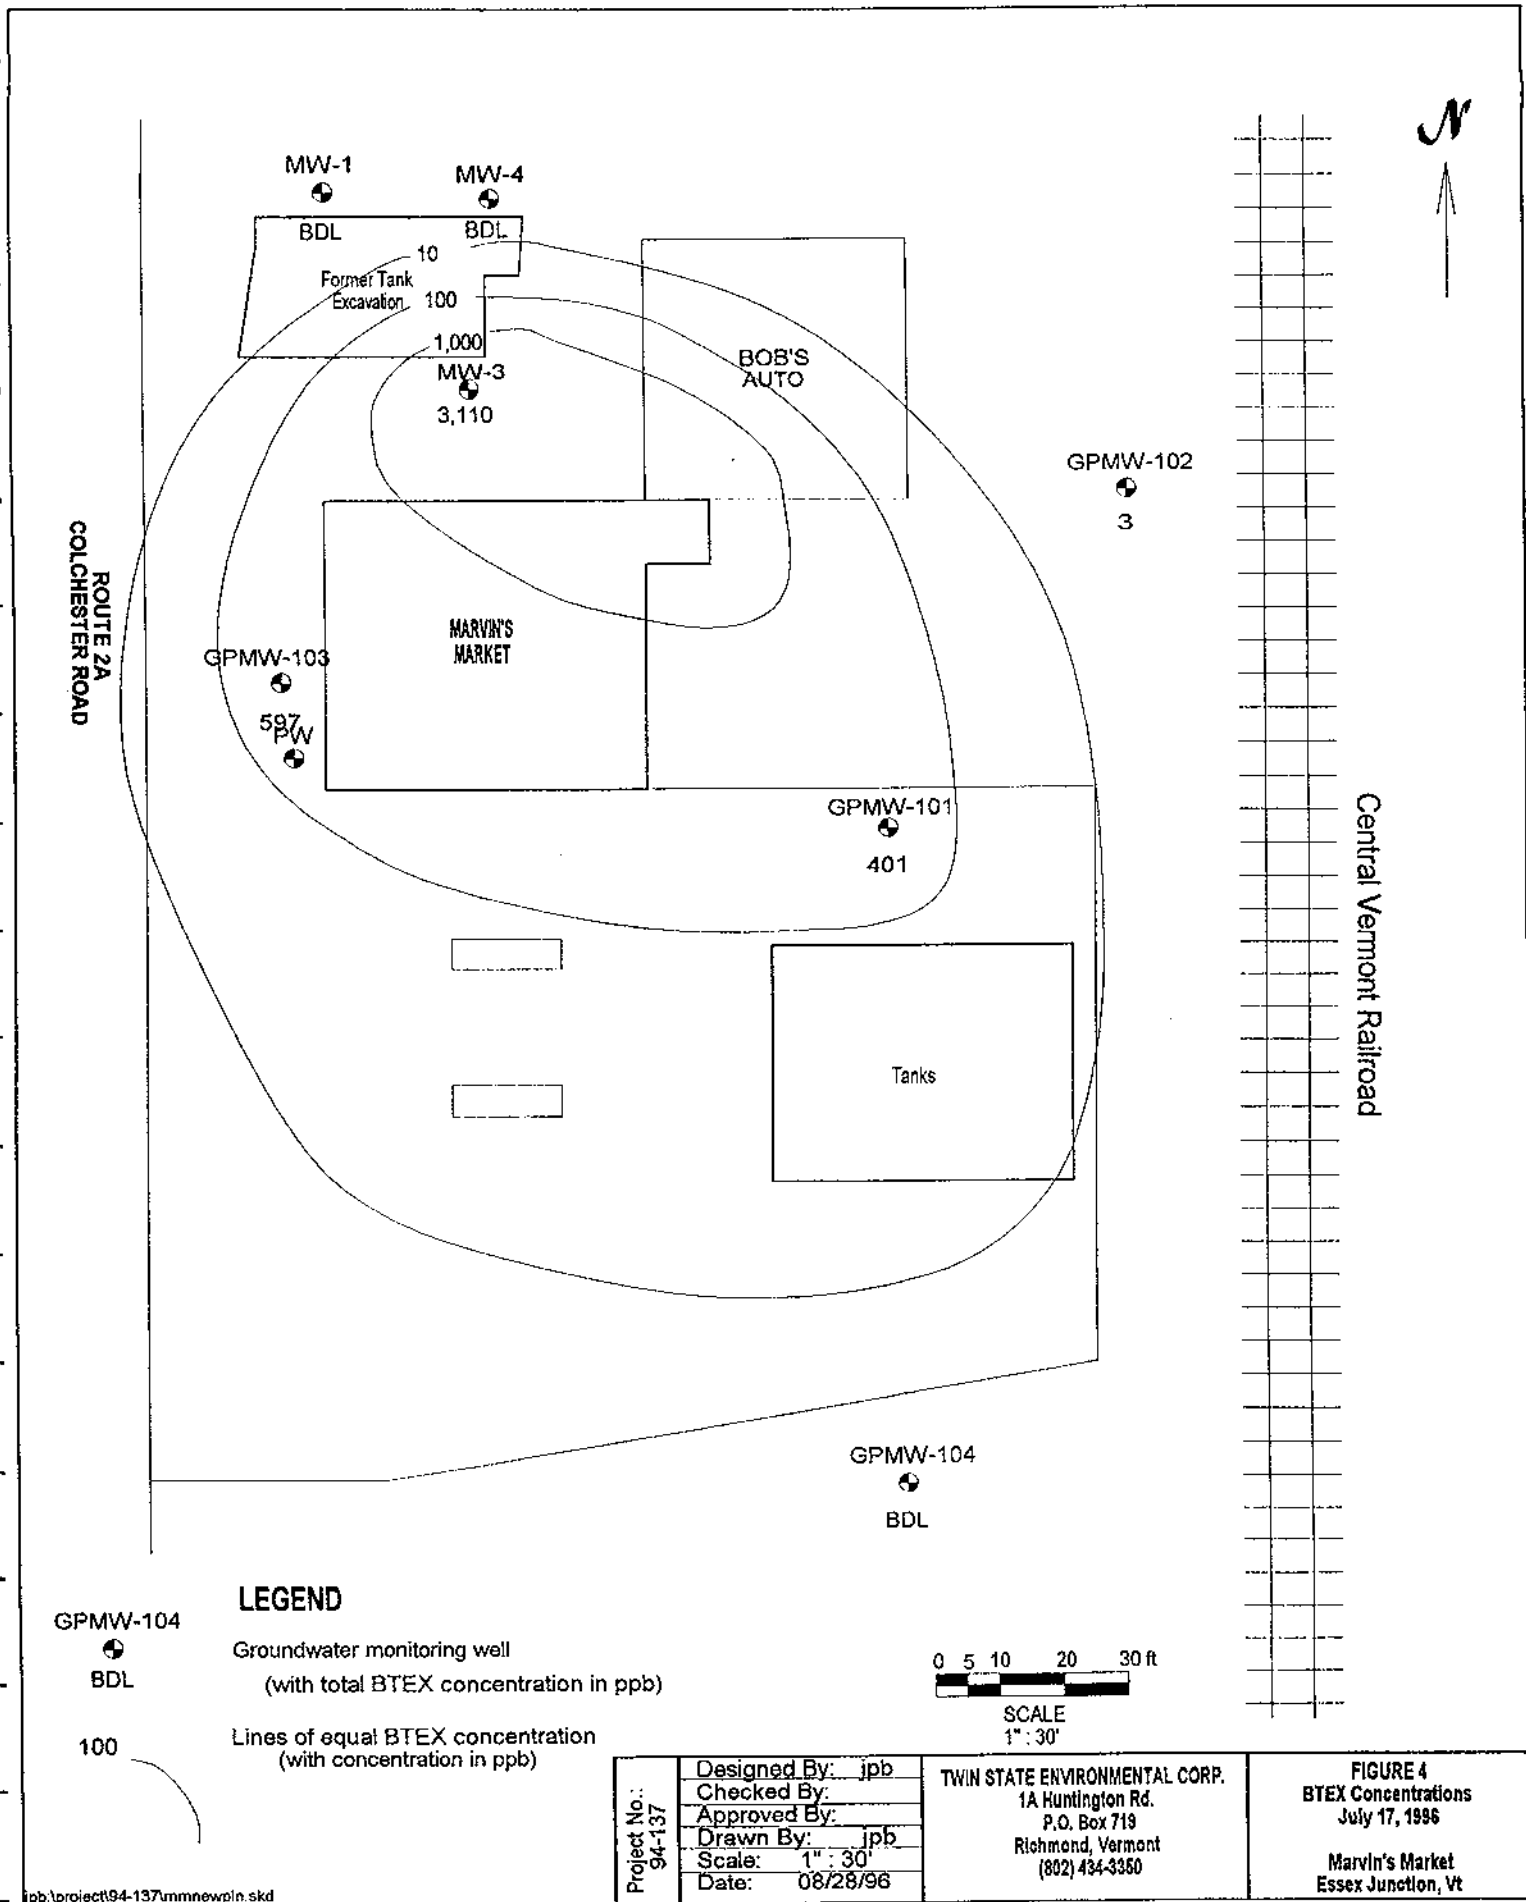 N
MW-1
BDL
MW-4
BDL
10
Former Tank
Excavation
100
1,000
MW-3
3,110
BOB'S
AUTO
GPMW-102
3
ROUTE 2A
COLCHESTER ROAD
MARVIN'S
MARKET
GPMW-103
597
PW
GPMW-101
401
Central Vermont Railroad
Tanks
GPMW-104
BDL
LEGEND
GPMW-104
BDL
Groundwater monitoring well
(with total BTEX concentration in ppb)
100
Lines of equal BTEX concentration
(with concentration in ppb)
0 5 10 20 30 ft
SCALE
1" : 30'
Project No.:
94-137
Designed By: jpb
Checked By:
Approved By:
Drawn By: jpb
Scale: 1" : 30'
Date: 08/28/96
TWIN STATE ENVIRONMENTAL CORP.
1A Huntington Rd.
P.O. Box 719
Richmond, Vermont
(802) 434-3350
FIGURE 4
BTEX Concentrations
July 17, 1996
Marvin's Market
Essex Junction, Vt
jpb:\project\94-137\mmnewpln.skd